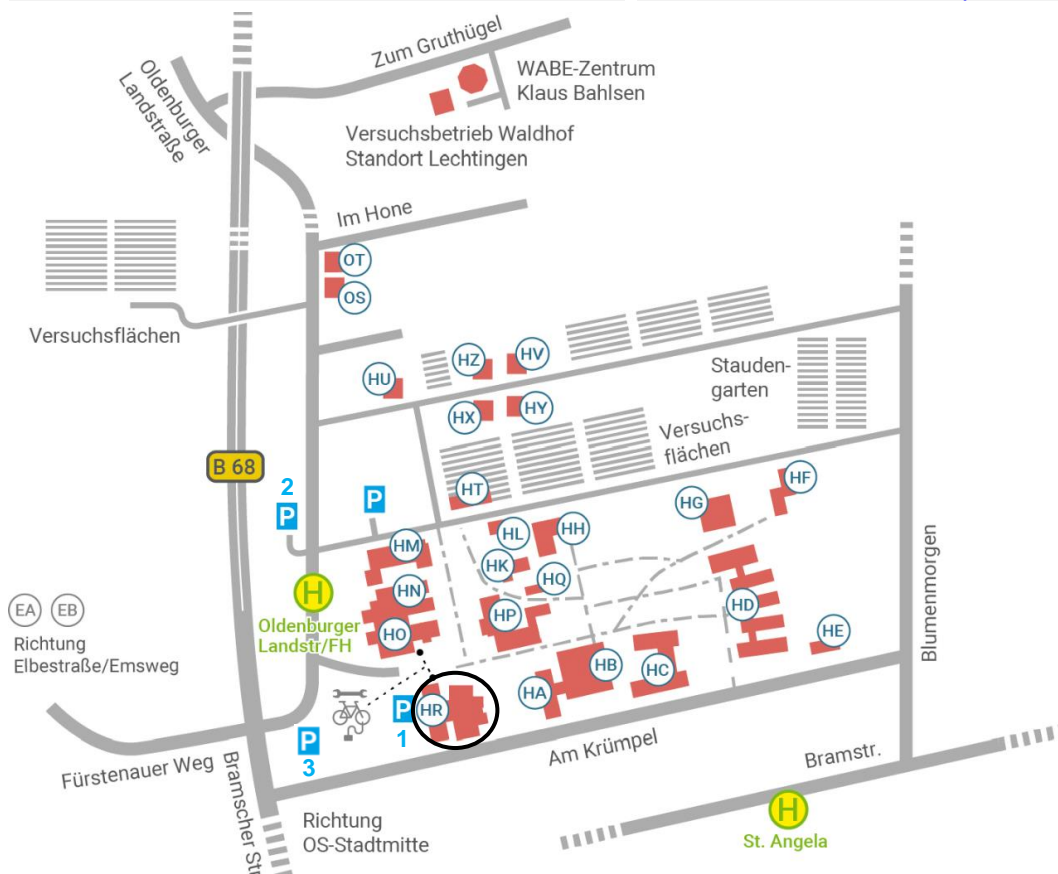 Zum Gruthügel
Oldenburger
Landstraße
WABE-Zentrum
Klaus Bahlsen
Versuchsbetrieb Waldhof
Standort Lechtingen
Im Hone
OT
OS
Versuchsflächen
HZ
HV
HU
HX
HY
Stauden-
garten
Versuchs-
flächen
B 68
2
P
P
HT
HG
HF
HM
HL
HH
HK
HQ
HN
HP
HO
HD
HE
H
Oldenburger
Landstr/FH
EA
EB
Richtung
Elbestraße/Emsweg
Blumenmorgen
HA
HB
HC
HR
P
1
P
3
Am Krümpel
Fürstenauer Weg
Bramscher Str
Bramstr.
H
St. Angela
Richtung
OS-Stadtmitte